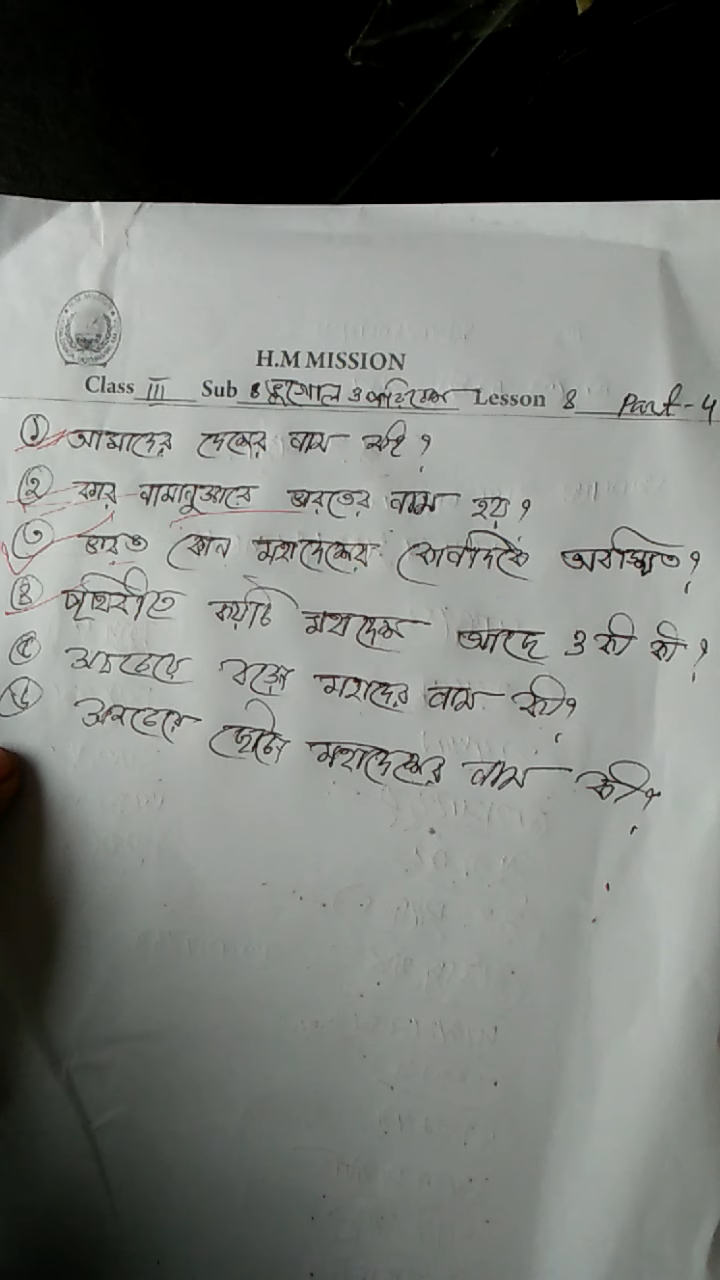 H.M MISSION
Class III Sub ঃ ভূগোল ও পরিবেশ Lesson 8 Part-4
① আমাদের দেশের নাম কী?
② কার নামানুসারে ভারতের নাম হয়?
③ ভারত কোন মহাদেশের কোনদিকে অবস্থিত?
④ পৃথিবীতে কয়টি মহাদেশ আছে ও কী কী?
⑤ সবচেয়ে বড়ো মহাদের নাম কী?
⑥ সবচেয়ে ছোটো মহাদেশের নাম কী?